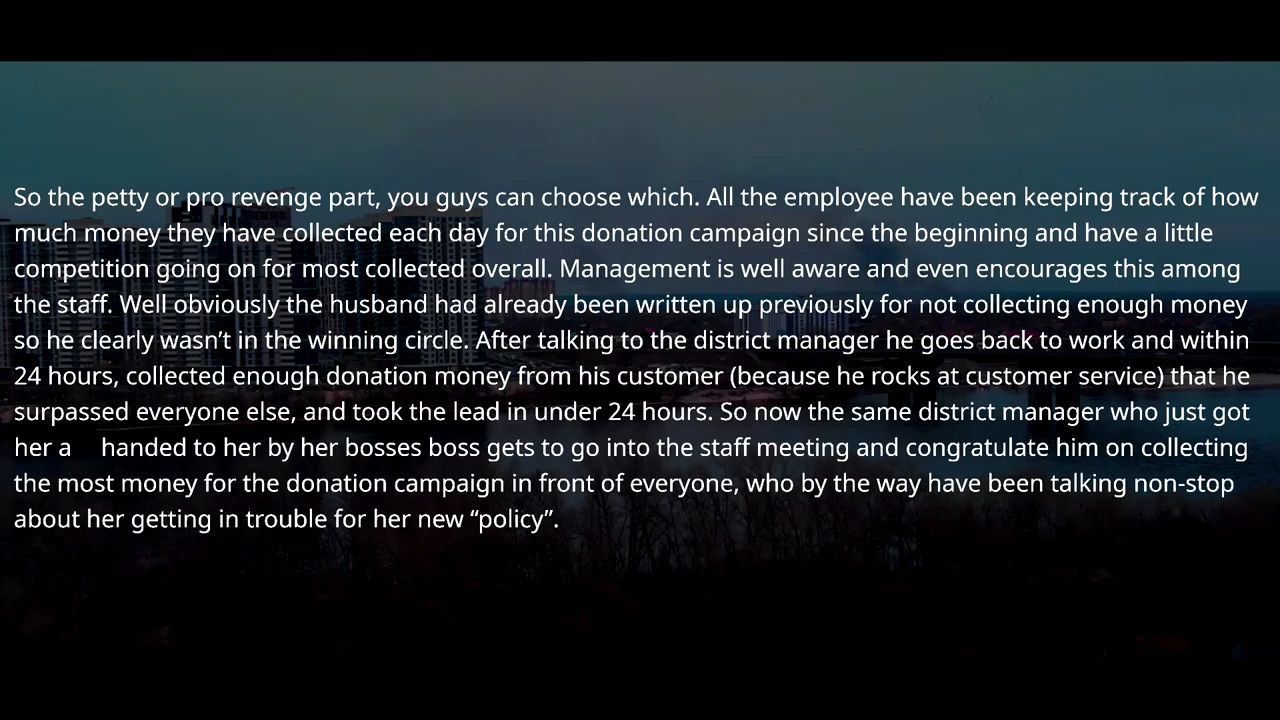 So the petty or pro revenge part, you guys can choose which. All the employee have been keeping track of how
much money they have collected each day for this donation campaign since the beginning and have a little
competition going on for most collected overall. Management is well aware and even encourages this among
the staff. Well obviously the husband had already been written up previously for not collecting enough money
so he clearly wasn’t in the winning circle. After talking to the district manager he goes back to work and within
24 hours, collected enough donation money from his customer (because he rocks at customer service) that he
surpassed everyone else, and took the lead in under 24 hours. So now the same district manager who just got
her a handed to her by her bosses boss gets to go into the staff meeting and congratulate him on collecting
the most money for the donation campaign in front of everyone, who by the way have been talking non-stop
about her getting in trouble for her new “policy”.